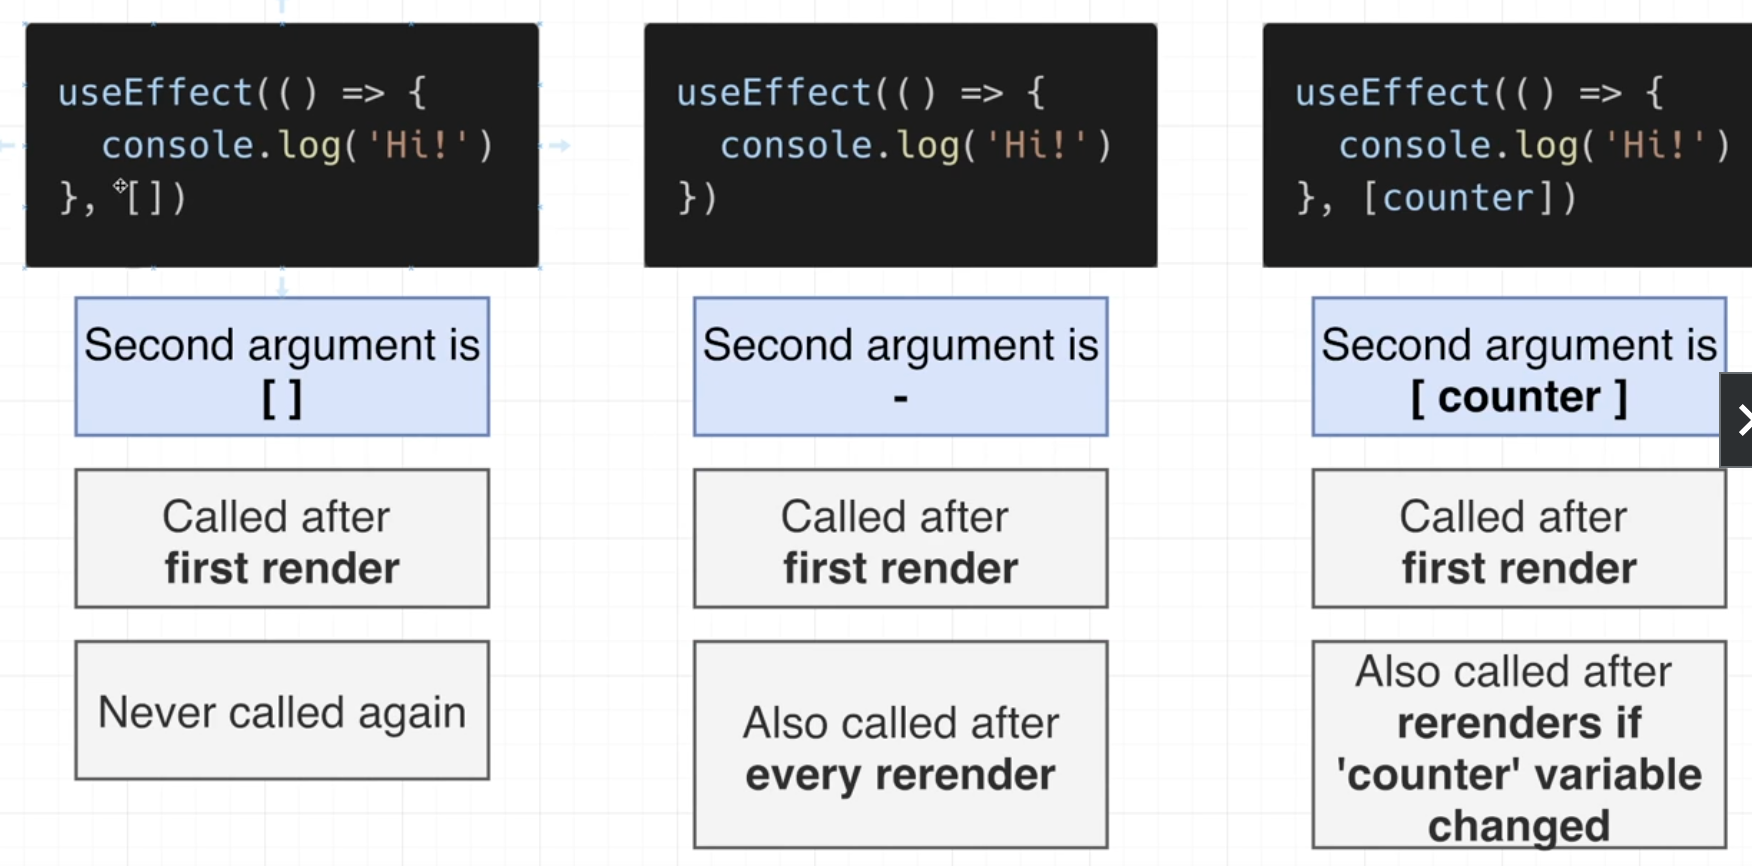 useEffect(() => {
  console.log('Hi!')
}, [])
useEffect(() => {
  console.log('Hi!')
})
useEffect(() => {
  console.log('Hi!')
}, [counter])
Second argument is
[ ]
Second argument is
-
Second argument is
[ counter ]
Called after
first render
Called after
first render
Called after
first render
Never called again
Also called after
every rerender
Also called after
rerenders if
'counter' variable
changed